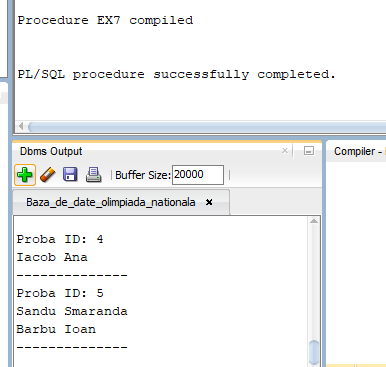 Procedure EX7 compiled
PL/SQL procedure successfully completed.
Dbms Output
Compiler -
Buffer Size: 20000
Baza_de_date_olimpiada_nationala
Proba ID: 4
Iacob Ana
--------------
Proba ID: 5
Sandu Smaranda
Barbu Ioan
--------------